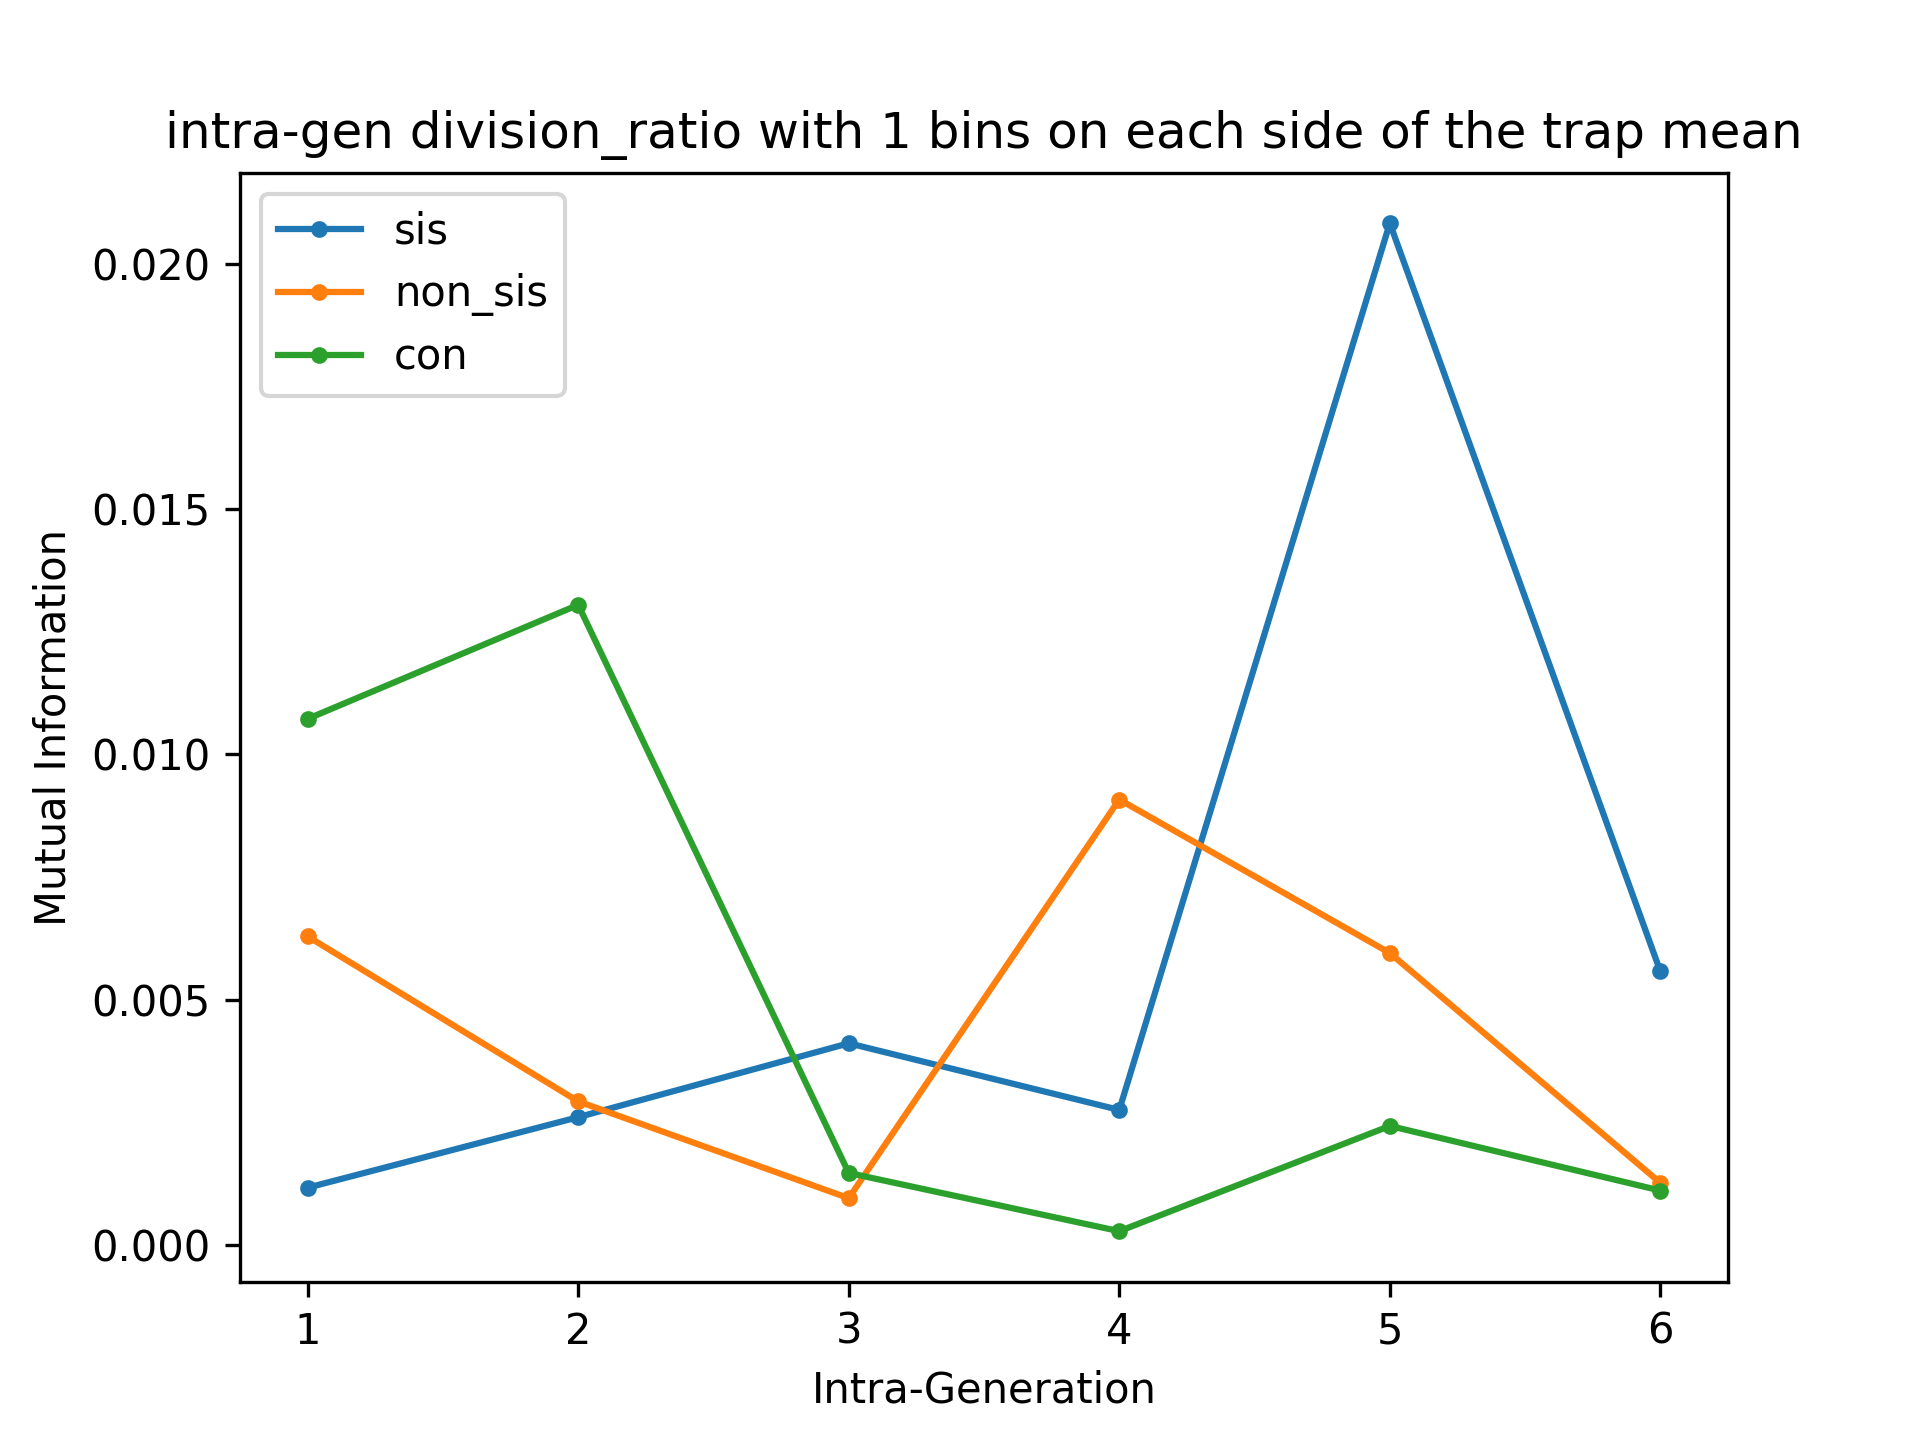 intra-gen division_ratio with 1 bins on each side of the trap mean
sis
non_sis
con
0.020
0.015
0.010
0.005
0.000
Mutual Information
1 2 3 4 5 6
Intra-Generation